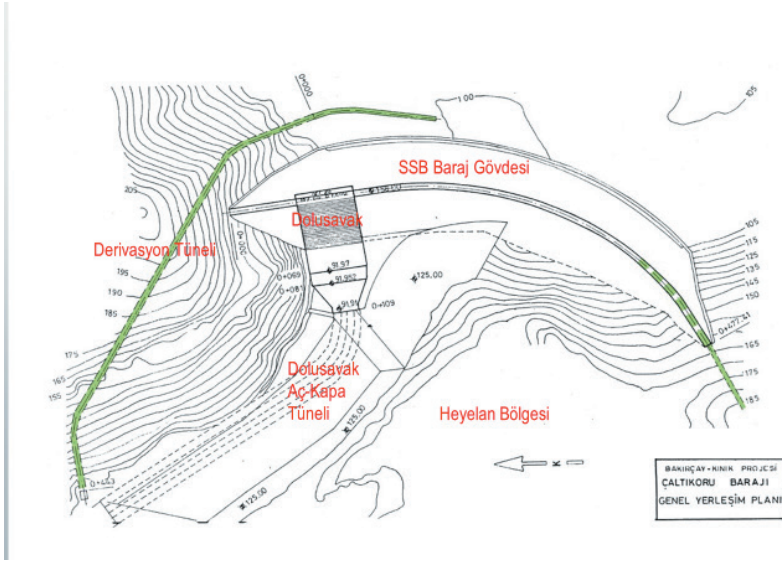 0+000
100
105
SSB Baraj Gövdesi
Dolusavak
105
Derivasyon Tüneli
0+000
195
190
185
0+069
0+081
91.97
91.952
91.91
0+109
125.00
105
115
125
135
145
150
0+477.41
165
175
185
175
165
155
Dolusavak
Aç-Kapa
Tüneli
125.00
Heyelan Bölgesi
K
125.00
0+443
BAKIRÇAY-KINIK PROJESİ
ÇALTIKORU BARAJI
GENEL YERLEŞİM PLANI